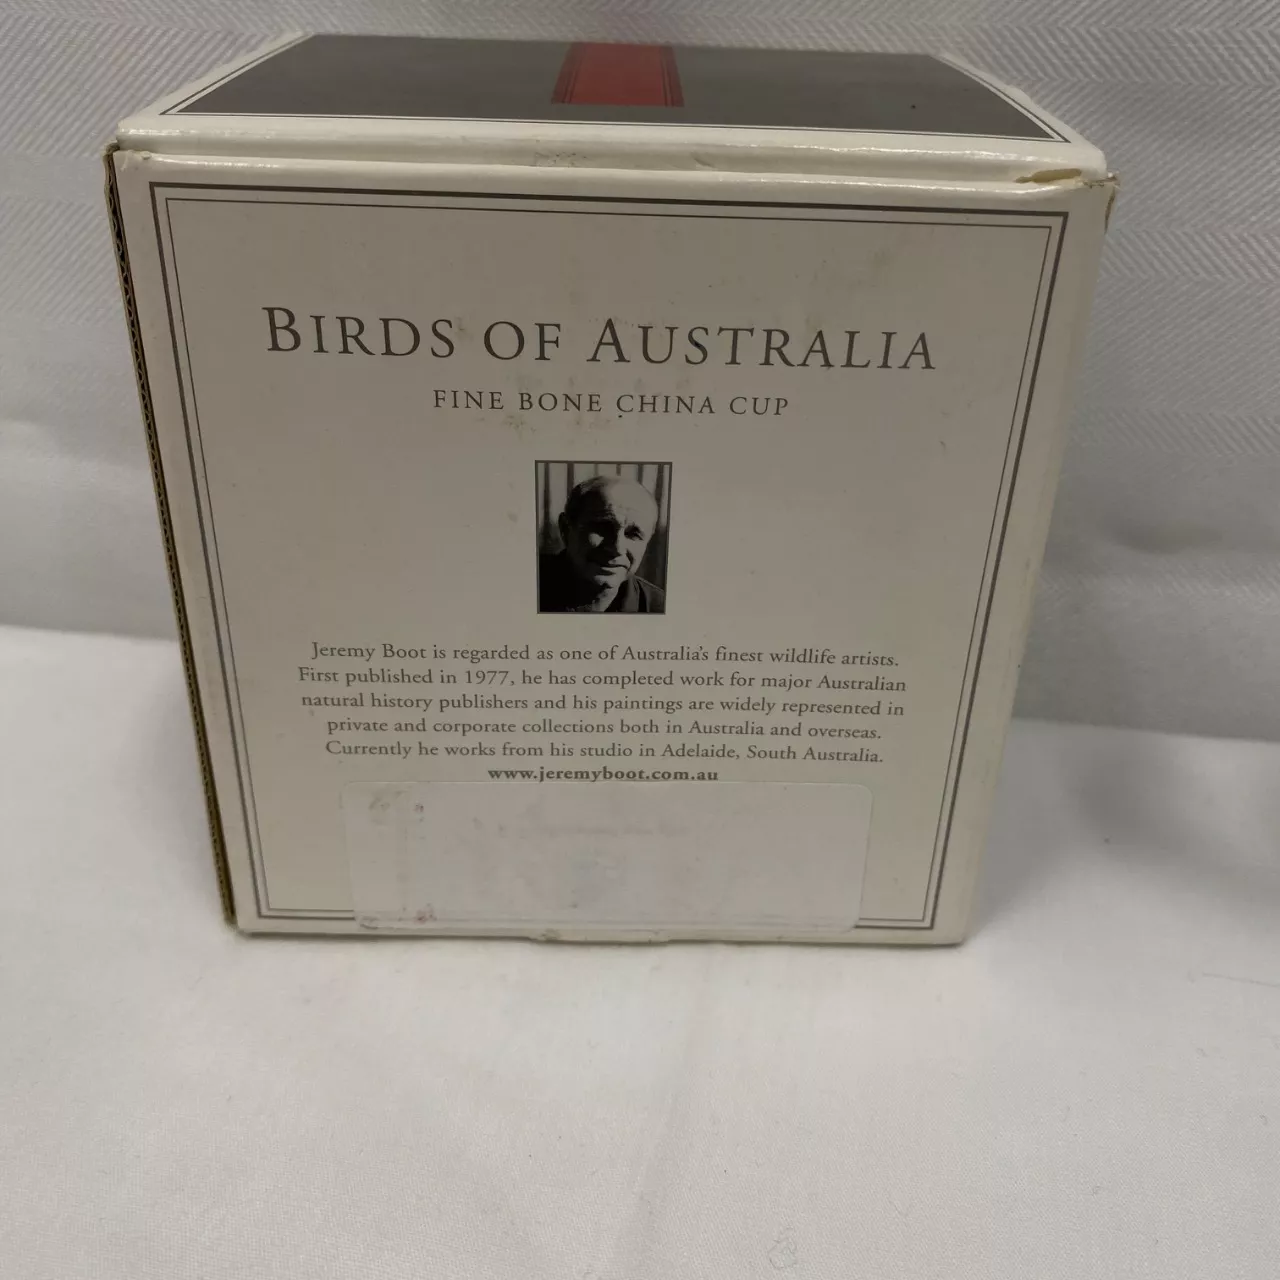 BIRDS OF AUSTRALIA
FINE BONE CHINA CUP
Jeremy Boot is regarded as one of Australia's finest wildlife artists.
First published in 1977, he has completed work for major Australian
natural history publishers and his paintings are widely represented in
private and corporate collections both in Australia and overseas.
Currently he works from his studio in Adelaide, South Australia.
www.jeremyboot.com.au